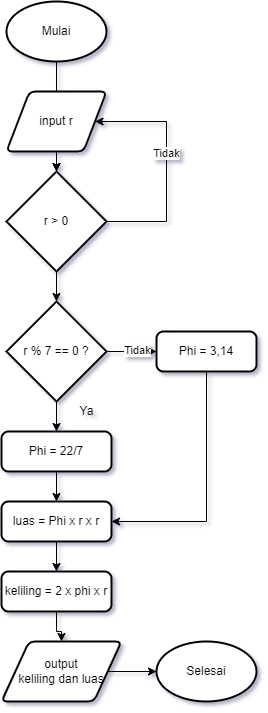 Mulai
input r
Tidak
r > 0
r % 7 == 0 ?
Tidak
Phi = 3,14
Ya
Phi = 22/7
luas = Phi x r x r
keliling = 2 x phi x r
output
keliling dan luas
Selesai